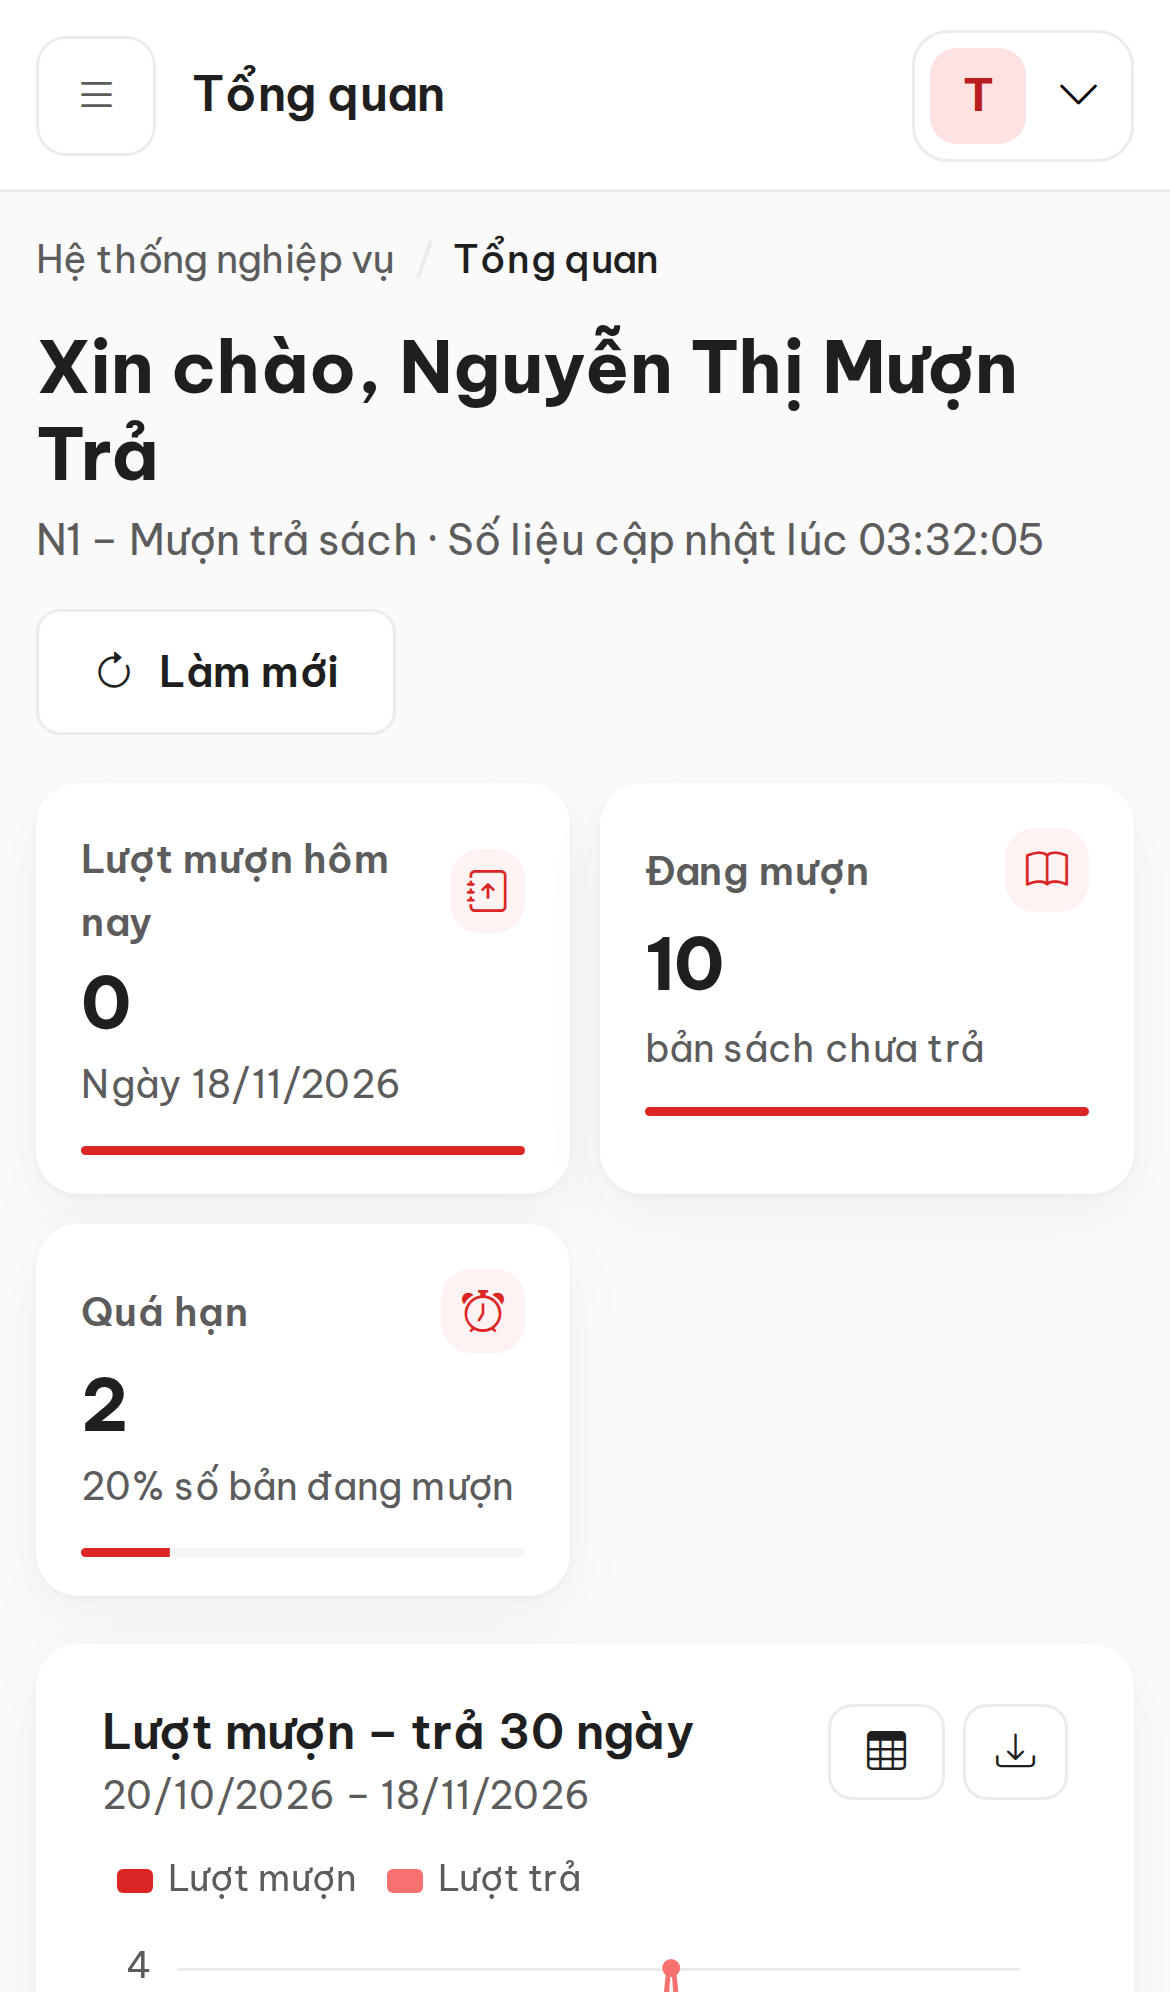 Tổng quan
T
Hệ thống nghiệp vụ / Tổng quan
Xin chào, Nguyễn Thị Mượn
Trả
N1 – Mượn trả sách · Số liệu cập nhật lúc 03:32:05
Làm mới
Lượt mượn hôm
nay
0
Ngày 18/11/2026
Đang mượn
10
bản sách chưa trả
Quá hạn
2
20% số bản đang mượn
Lượt mượn – trả 30 ngày
20/10/2026 – 18/11/2026
Lượt mượn
Lượt trả
4